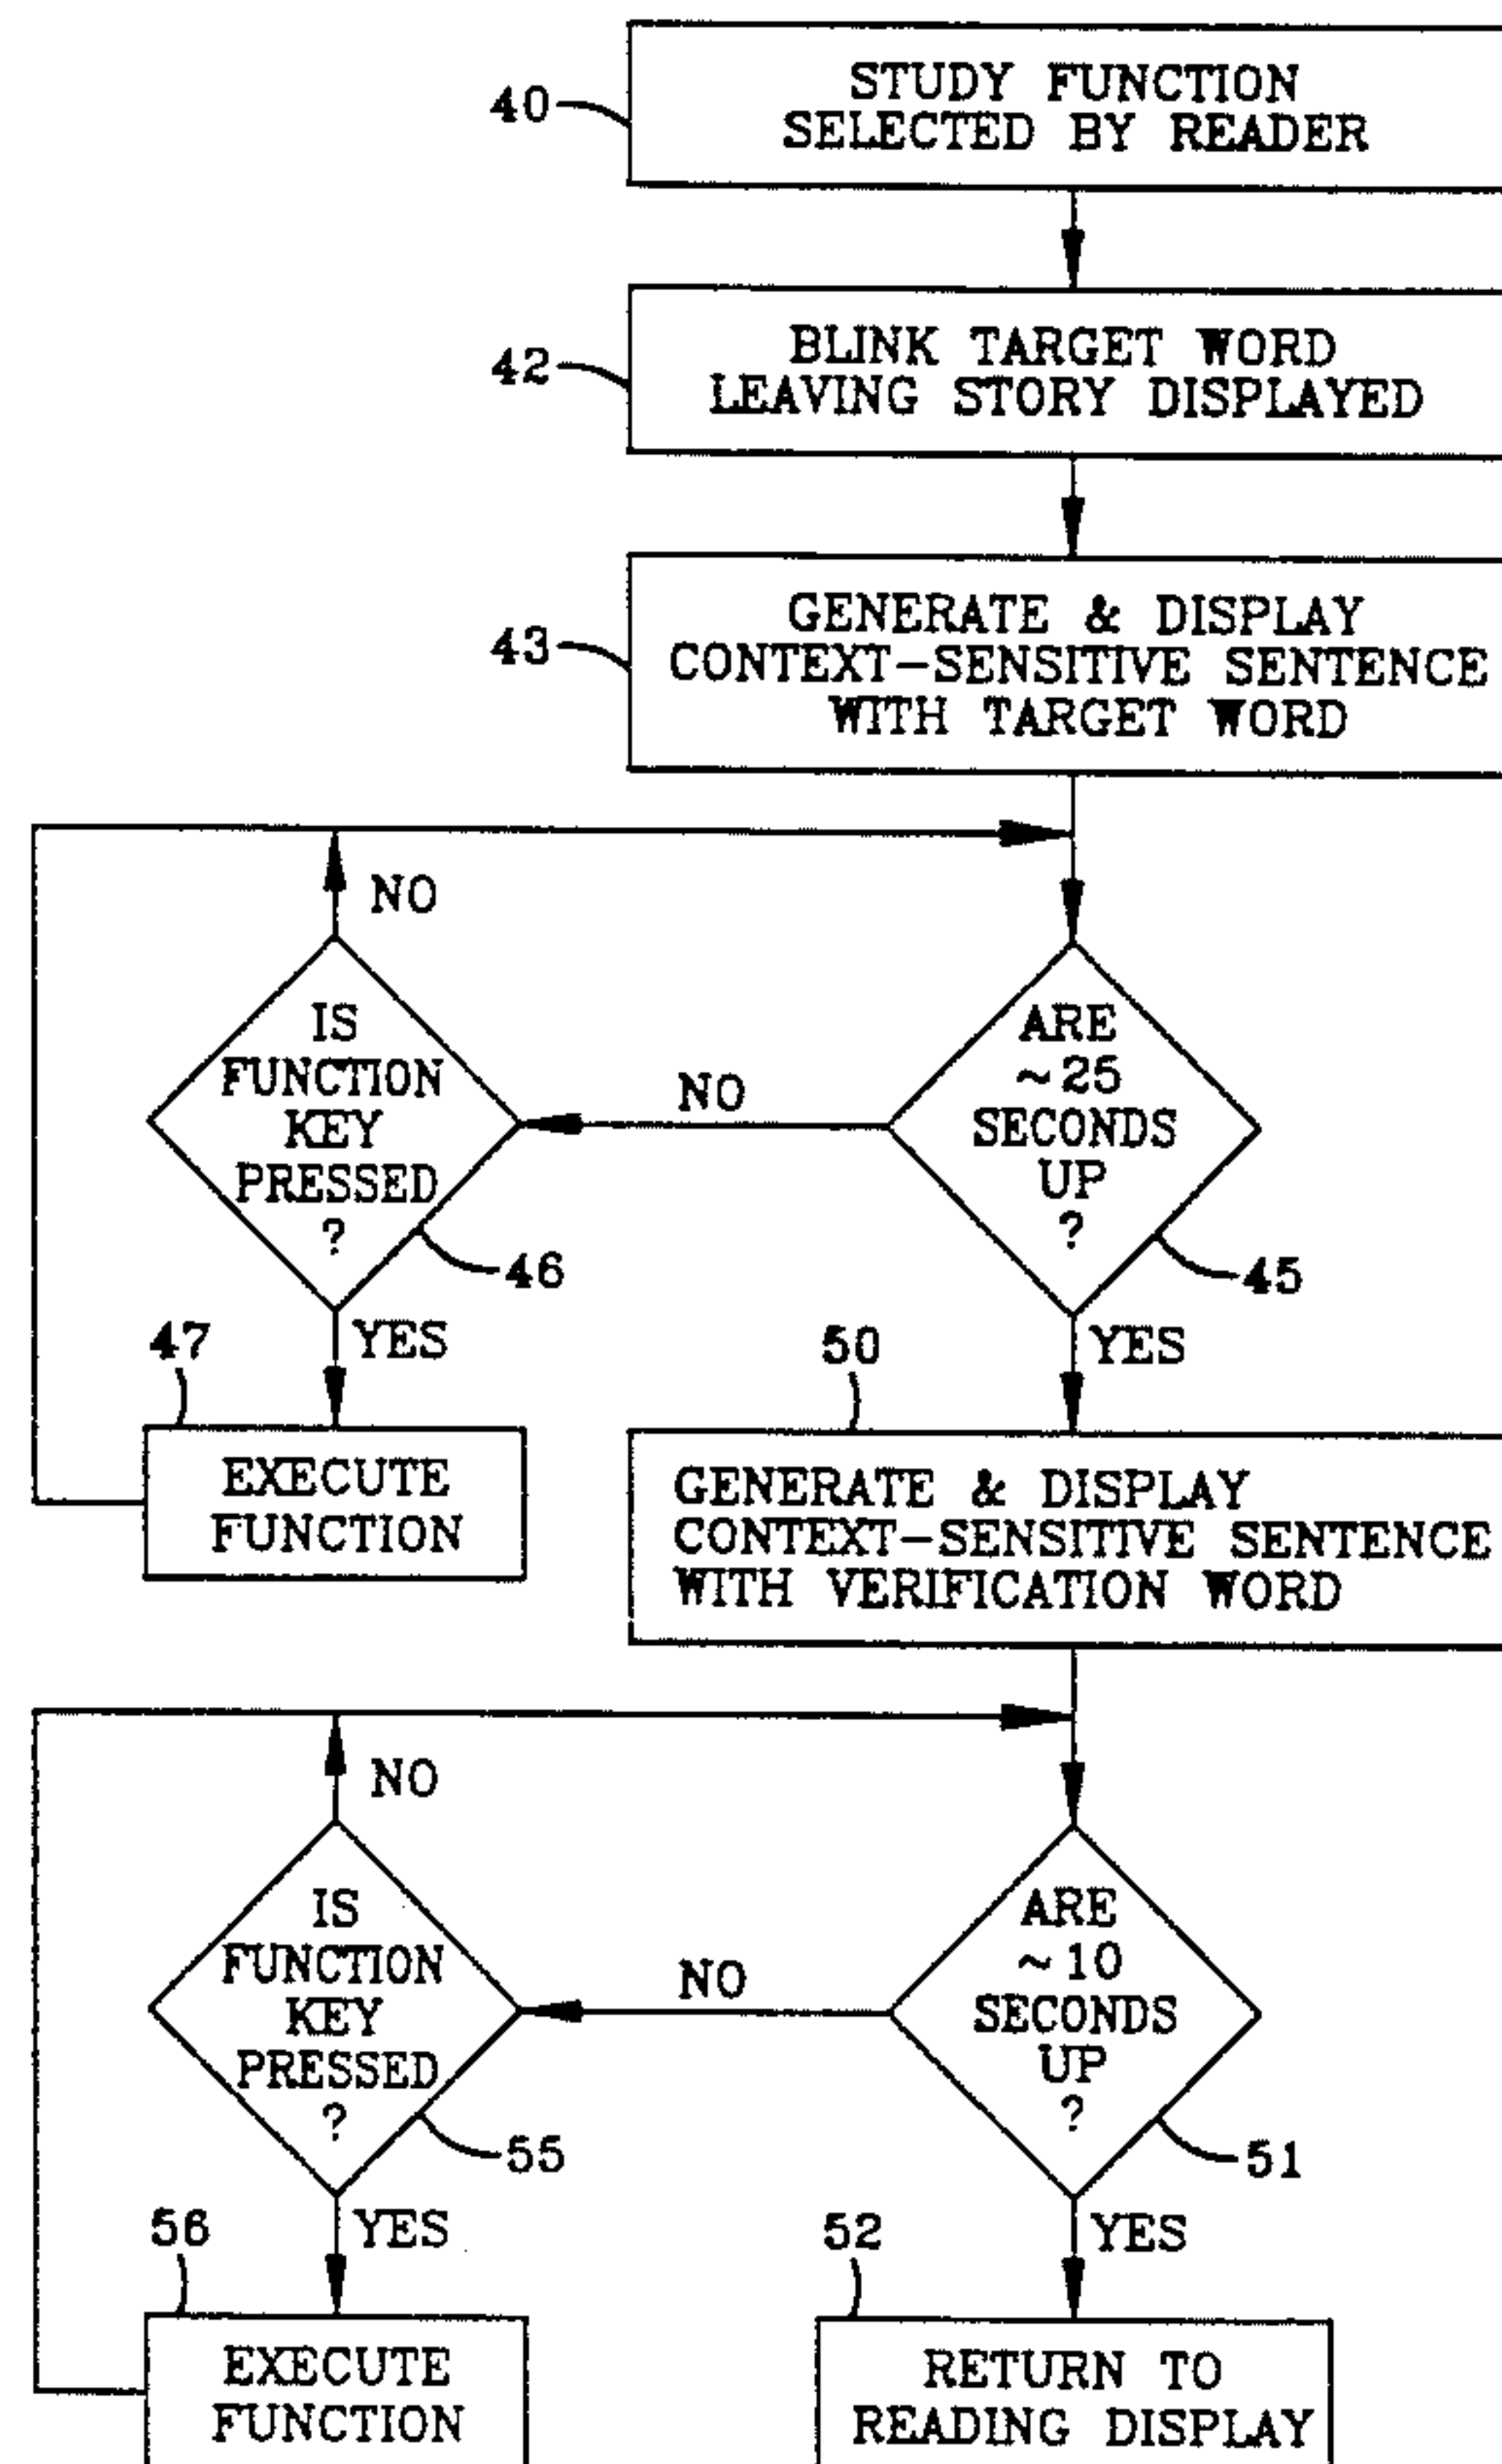 40
STUDY FUNCTION
SELECTED BY READER
42
BLINK TARGET WORD
LEAVING STORY DISPLAYED
43
GENERATE & DISPLAY
CONTEXT-SENSITIVE SENTENCE
WITH TARGET WORD
NO
IS
FUNCTION
KEY
PRESSED
?
46
NO
ARE
~25
SECONDS
UP
?
45
YES
YES
47
EXECUTE
FUNCTION
50
GENERATE & DISPLAY
CONTEXT-SENSITIVE SENTENCE
WITH VERIFICATION WORD
NO
IS
FUNCTION
KEY
PRESSED
?
55
NO
ARE
~10
SECONDS
UP
?
51
YES
YES
56
EXECUTE
FUNCTION
52
RETURN TO
READING DISPLAY